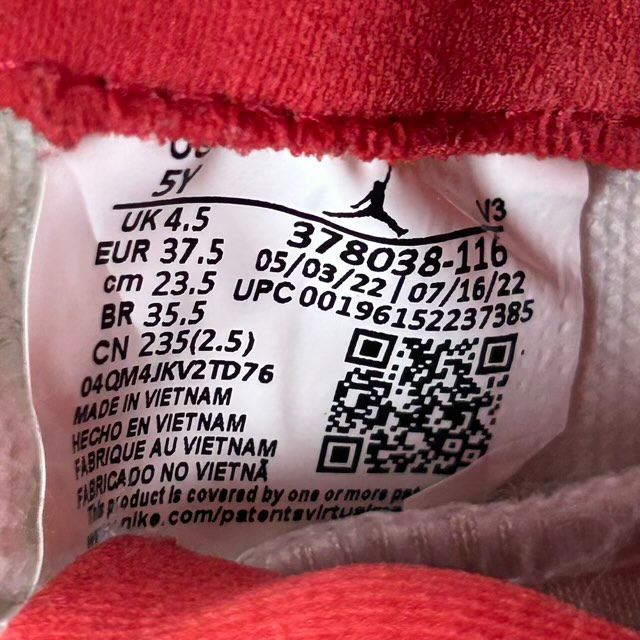 5Y
V3
UK 4.5
EUR 37.5
cm 23.5
BR 35.5
CN 235(2.5)
04QM4JKV2TD76
MADE IN VIETNAM
HECHO EN VIETNAM
FABRIQUE AU VIETNAM
FABRICADO NO VIETNÃ
378038-116
05/03/22 | 07/16/22
UPC 00196152237385
This product is covered by one or more